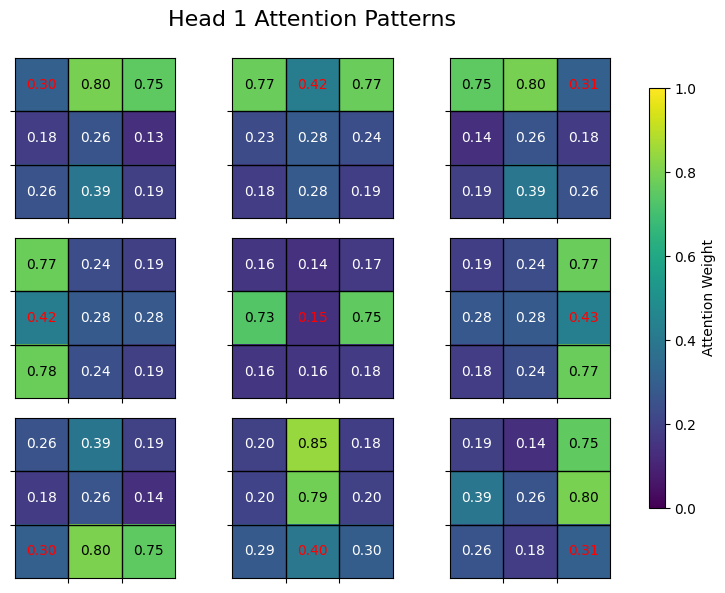 Head 1 Attention Patterns
0.30 0.80 0.75 0.77 0.42 0.77 0.75 0.80 0.31
1.0
0.18 0.26 0.13 0.23 0.28 0.24 0.14 0.26 0.18
0.8
0.26 0.39 0.19 0.18 0.28 0.19 0.19 0.39 0.26
0.77 0.24 0.19 0.16 0.14 0.17 0.19 0.24 0.77
0.6
Attention Weight
0.42 0.28 0.28 0.73 0.15 0.75 0.28 0.28 0.43
0.4
0.78 0.24 0.19 0.16 0.16 0.18 0.18 0.24 0.77
0.2
0.26 0.39 0.19 0.20 0.85 0.18 0.19 0.14 0.75
0.18 0.26 0.14 0.20 0.79 0.20 0.39 0.26 0.80
0.0
0.30 0.80 0.75 0.29 0.40 0.30 0.26 0.18 0.31